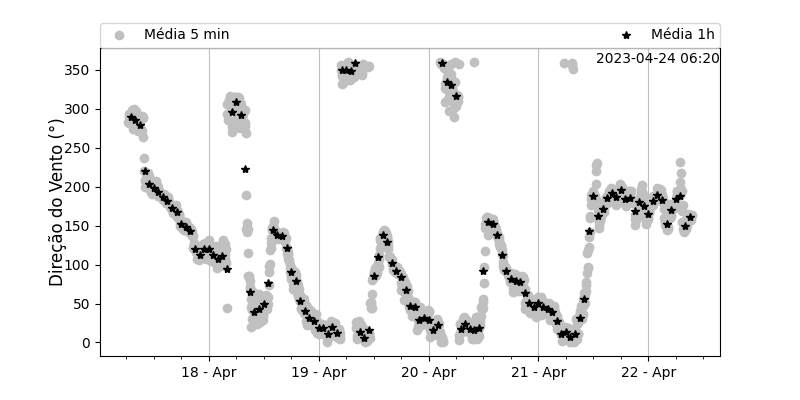 Média 5 min
Média 1h
2023-04-24 06:20
Direção do Vento (°)
350
300
250
200
150
100
50
0
18 - Apr
19 - Apr
20 - Apr
21 - Apr
22 - Apr